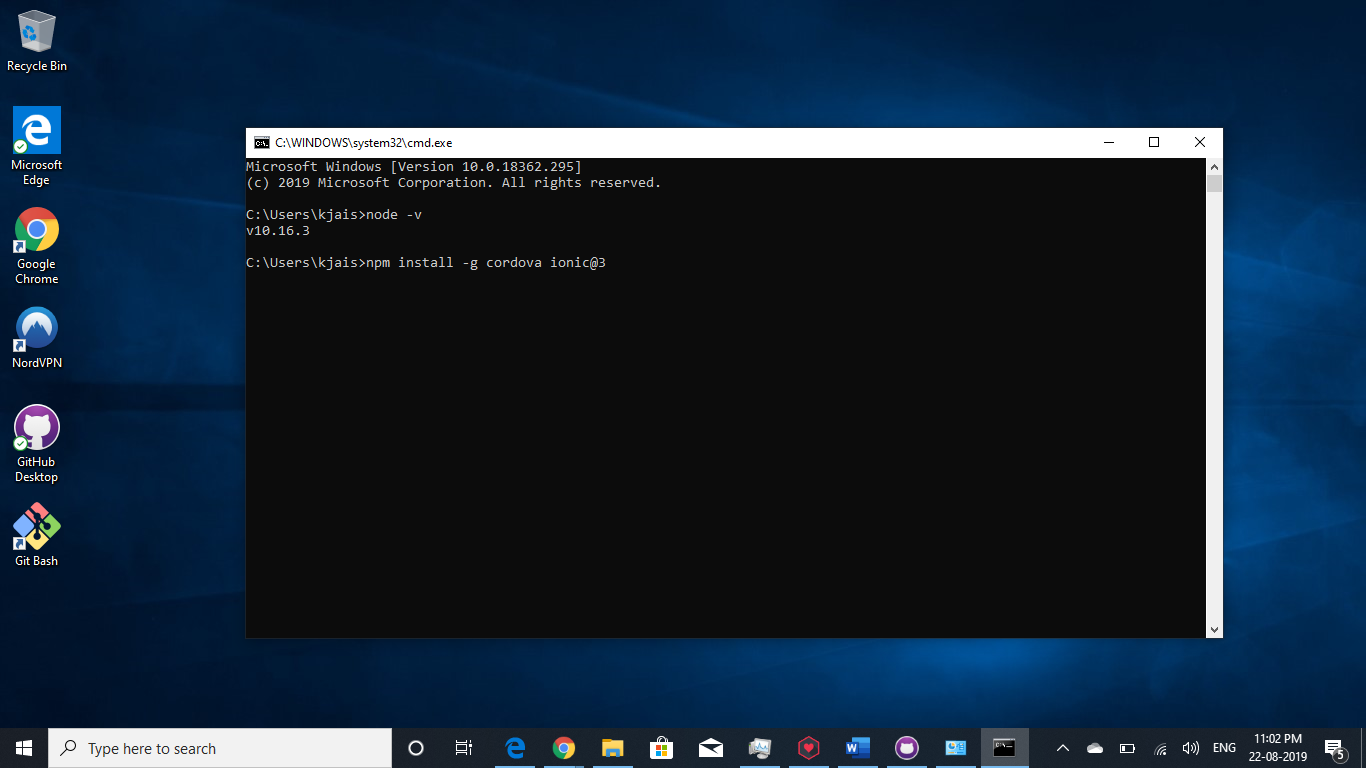 Recycle Bin
Microsoft
Edge
Google
Chrome
NordVPN
GitHub
Desktop
Git Bash
C:\WINDOWS\system32\cmd.exe
Microsoft Windows [Version 10.0.18362.295]
(c) 2019 Microsoft Corporation. All rights reserved.
C:\Users\kjais>node -v
v10.16.3
C:\Users\kjais>npm install -g cordova ionic@3
Type here to search
ENG
11:02 PM
22-08-2019
5